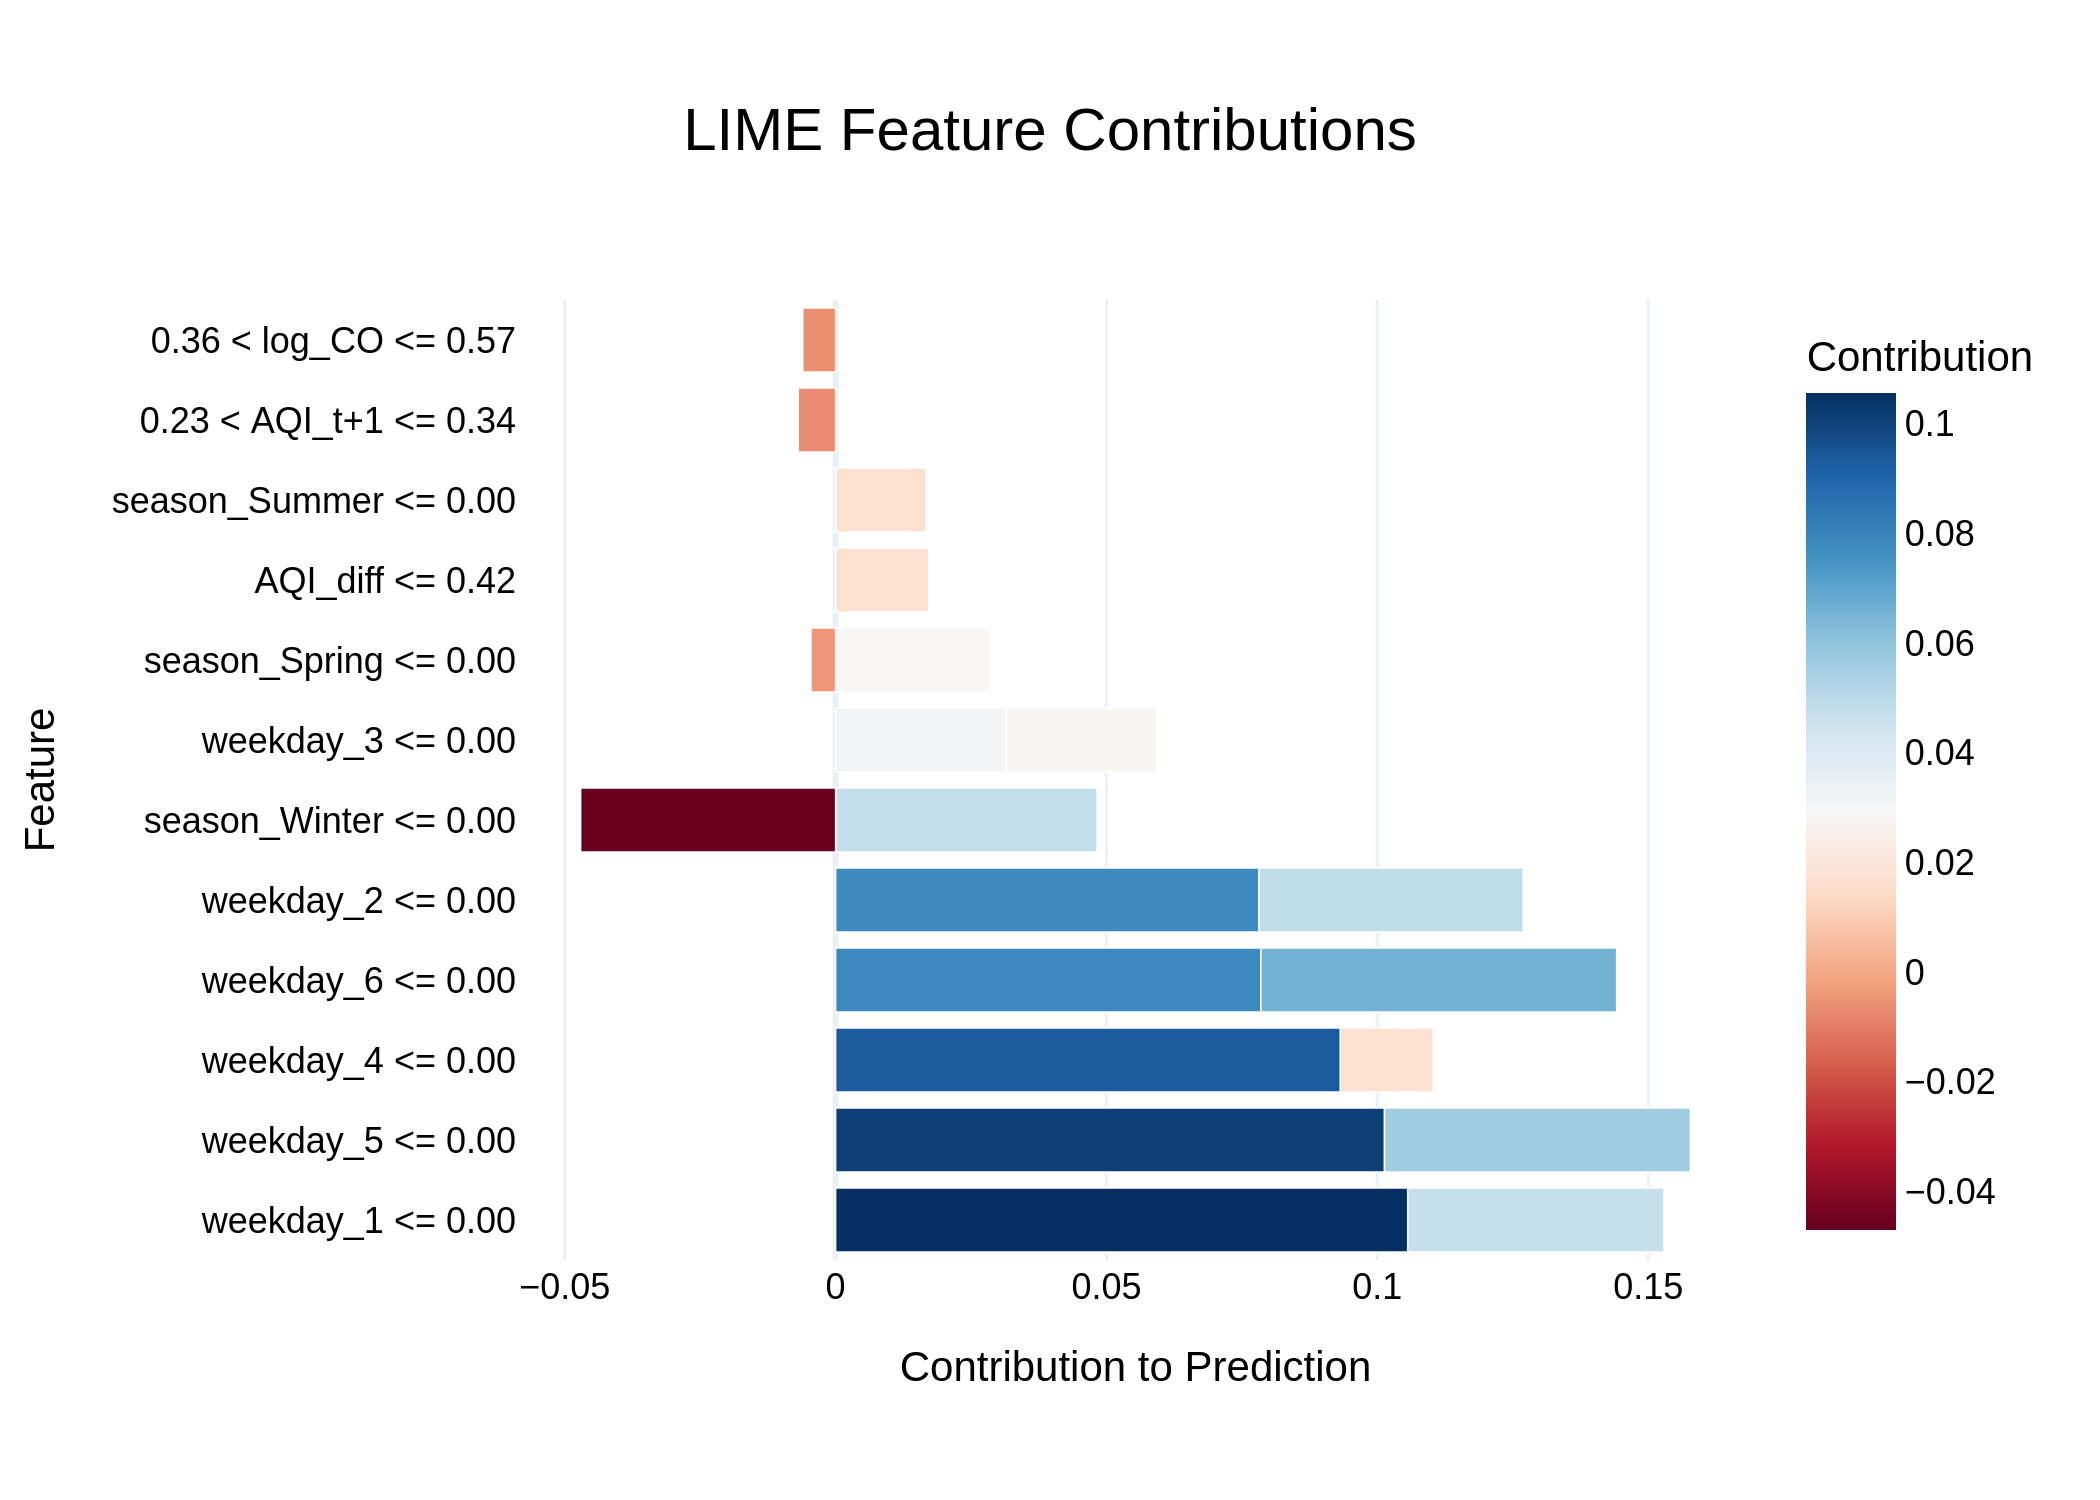 LIME Feature Contributions
0.36 < log_CO <= 0.57
0.23 < AQI_t+1 <= 0.34
season_Summer <= 0.00
AQI_diff <= 0.42
season_Spring <= 0.00
weekday_3 <= 0.00
season_Winter <= 0.00
weekday_2 <= 0.00
weekday_6 <= 0.00
weekday_4 <= 0.00
weekday_5 <= 0.00
weekday_1 <= 0.00
Feature
−0.05
0
0.05
0.1
0.15
Contribution to Prediction
Contribution
0.1
0.08
0.06
0.04
0.02
0
−0.02
−0.04